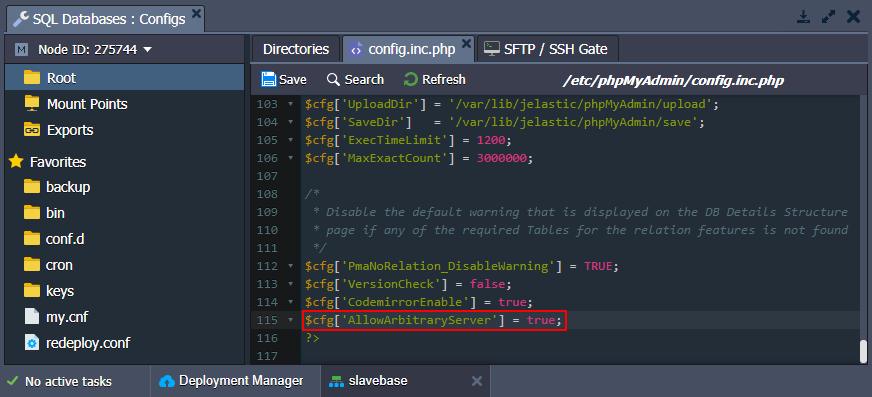 SQL Databases : Configs
M Node ID: 275744
Root
Mount Points
Exports
Favorites
backup
bin
conf.d
cron
keys
my.cnf
redeploy.conf
Directories
config.inc.php
SFTP / SSH Gate
Save
Search
Refresh
/etc/phpMyAdmin/config.inc.php
103 $cfg['UploadDir'] = '/var/lib/jelastic/phpMyAdmin/upload';
104 $cfg['SaveDir']   = '/var/lib/jelastic/phpMyAdmin/save';
105 $cfg['ExecTimeLimit'] = 1200;
106 $cfg['MaxExactCount'] = 3000000;
107
108 /*
109  * Disable the default warning that is displayed on the DB Details Structure
110  * page if any of the required Tables for the relation features is not found
111  */
112 $cfg['PmaNoRelation_DisableWarning'] = TRUE;
113 $cfg['VersionCheck'] = false;
114 $cfg['CodemirrorEnable'] = true;
115 $cfg['AllowArbitraryServer'] = true;
116 ?>
117
No active tasks
Deployment Manager
slavebase